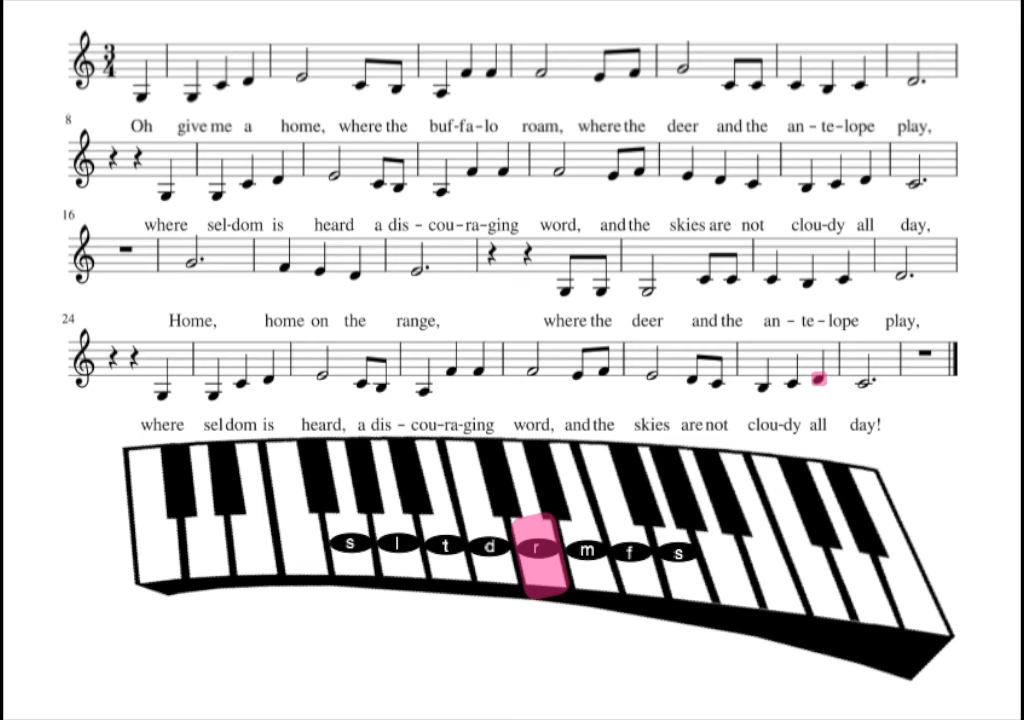 3
4
Oh give me a home, where the buf-fa-lo roam, where the deer and the an-te-lope play,
8
where sel-dom is heard a dis-cou-ra-ging word, and the skies are not clou-dy all day,
16
Home, home on the range, where the deer and the an-te-lope play,
24
where sel dom is heard, a dis-cou-ra-ging word, and the skies are not clou-dy all day!
s l t d r m f s